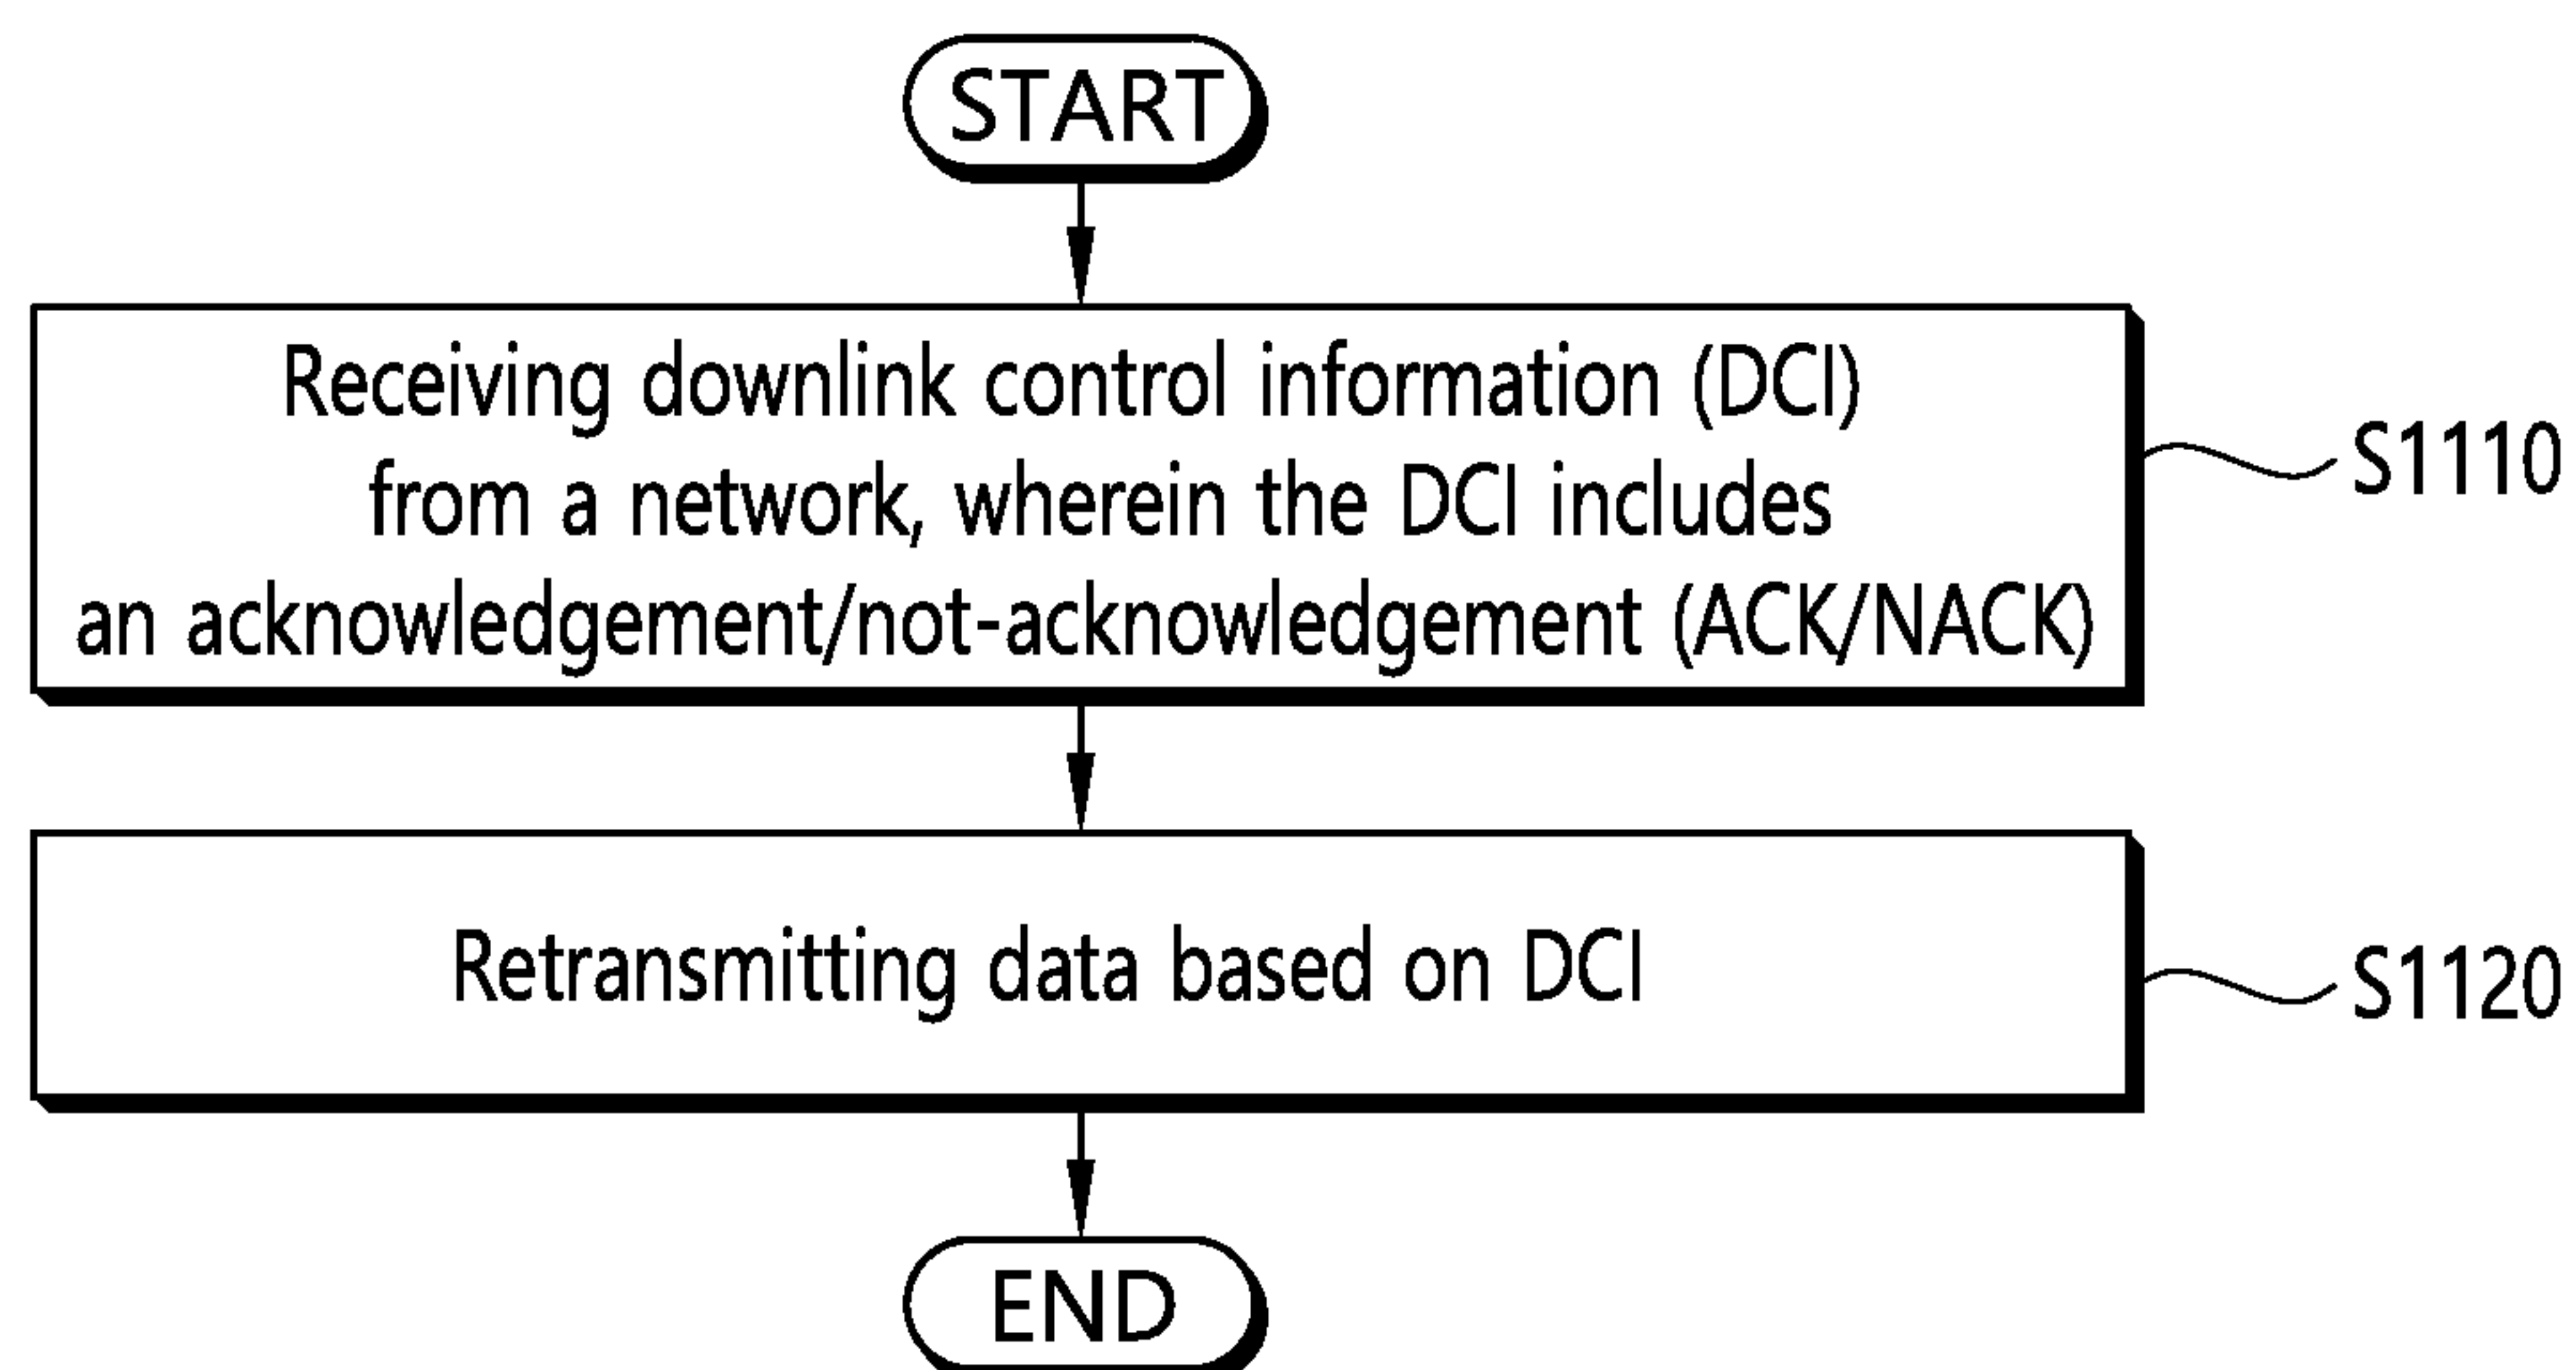 START
Receiving downlink control information (DCI)
from a network, wherein the DCI includes
an acknowledgement/not-acknowledgement (ACK/NACK)
S1110
Retransmitting data based on DCI
S1120
END